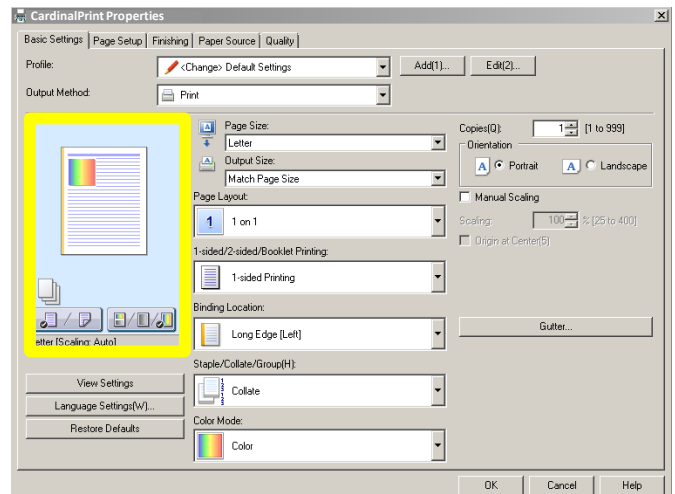 CardinalPrint Properties
Basic Settings Page Setup Finishing Paper Source Quality
Profile: <Change> Default Settings Add(1)... Edit(2)...
Output Method: Print
Page Size:
Letter
Output Size:
Match Page Size
Page Layout:
1 1 on 1
1-sided/2-sided/Booklet Printing:
1-sided Printing
Binding Location:
Long Edge [Left]
Staple/Collate/Group(H):
Collate
Color Mode:
Color
Copies(Q): 1 [1 to 999]
Orientation
A Portrait A Landscape
Manual Scaling
Scaling: 100 % [25 to 400]
Origin at Center(5)
Gutter...
etter [Scaling: Auto]
View Settings
Language Settings(W)...
Restore Defaults
OK Cancel Help